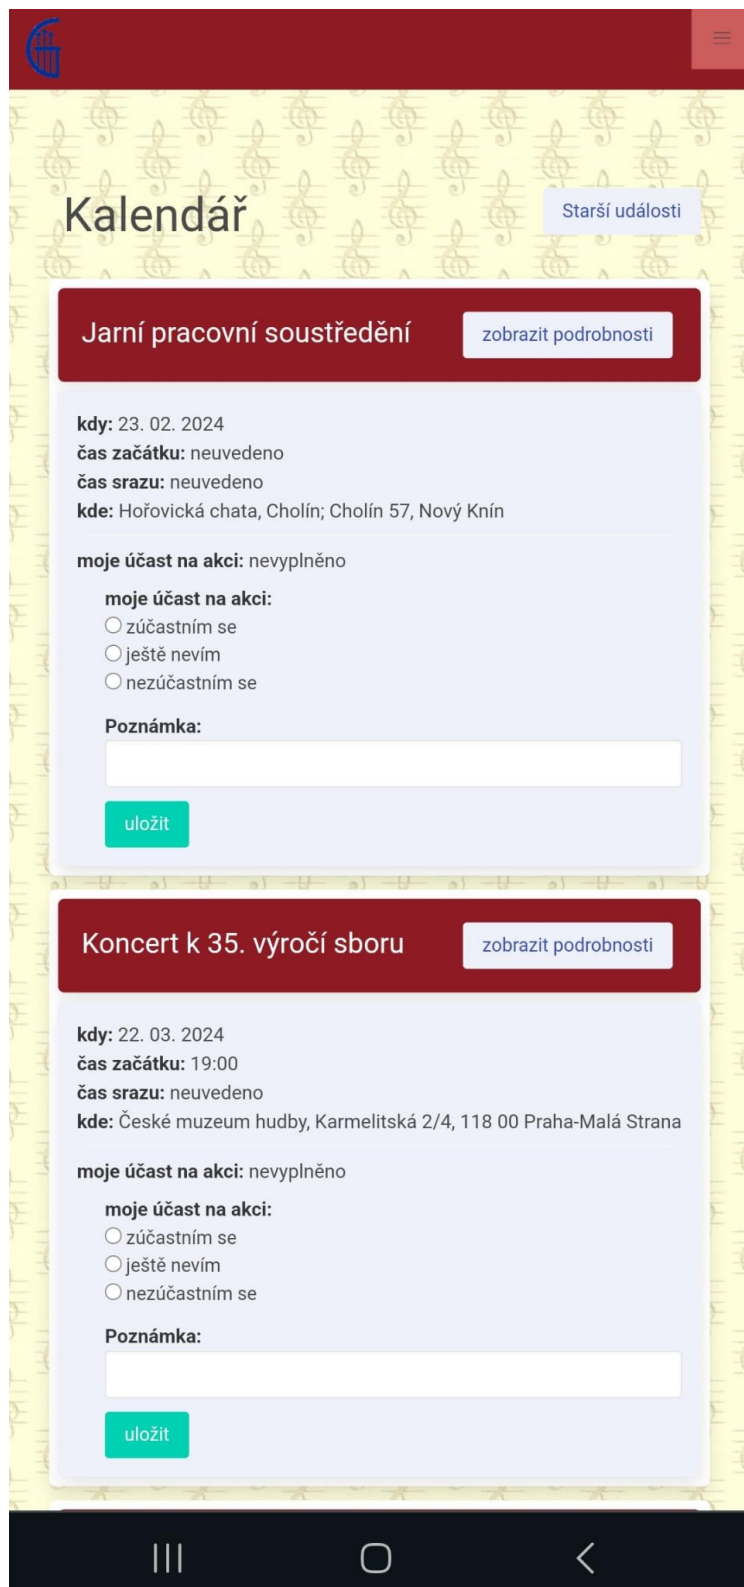 Kalendář
Starší události
Jarní pracovní soustředění
zobrazit podrobnosti
kdy: 23. 02. 2024
čas začátku: neuvedeno
čas srazu: neuvedeno
kde: Hořovická chata, Cholín; Cholín 57, Nový Knín
moje účast na akci: nevyplněno
moje účast na akci:
zúčastním se
ještě nevím
nezúčastním se
Poznámka:
uložit
Koncert k 35. výročí sboru
zobrazit podrobnosti
kdy: 22. 03. 2024
čas začátku: 19:00
čas srazu: neuvedeno
kde: České muzeum hudby, Karmelitská 2/4, 118 00 Praha-Malá Strana
moje účast na akci: nevyplněno
moje účast na akci:
zúčastním se
ještě nevím
nezúčastním se
Poznámka:
uložit